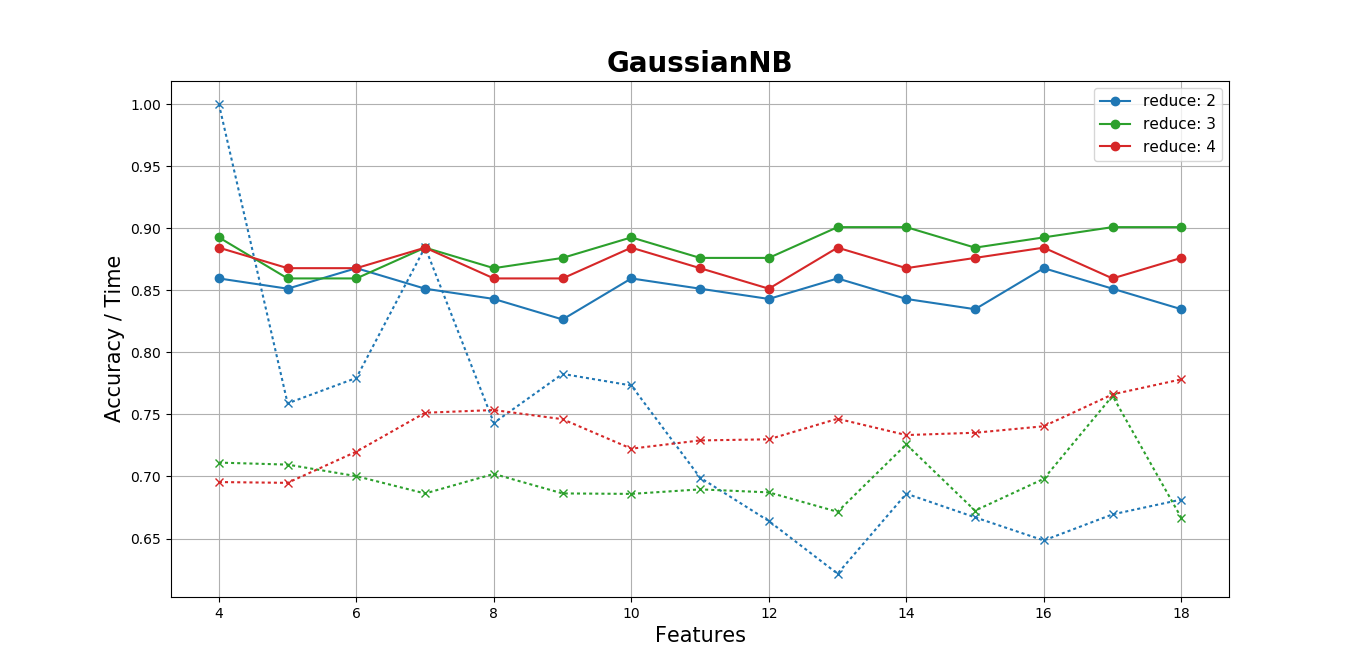 GaussianNB
reduce: 2
reduce: 3
reduce: 4
Accuracy / Time
1.00
0.95
0.90
0.85
0.80
0.75
0.70
0.65
4 6 8 10 12 14 16 18
Features